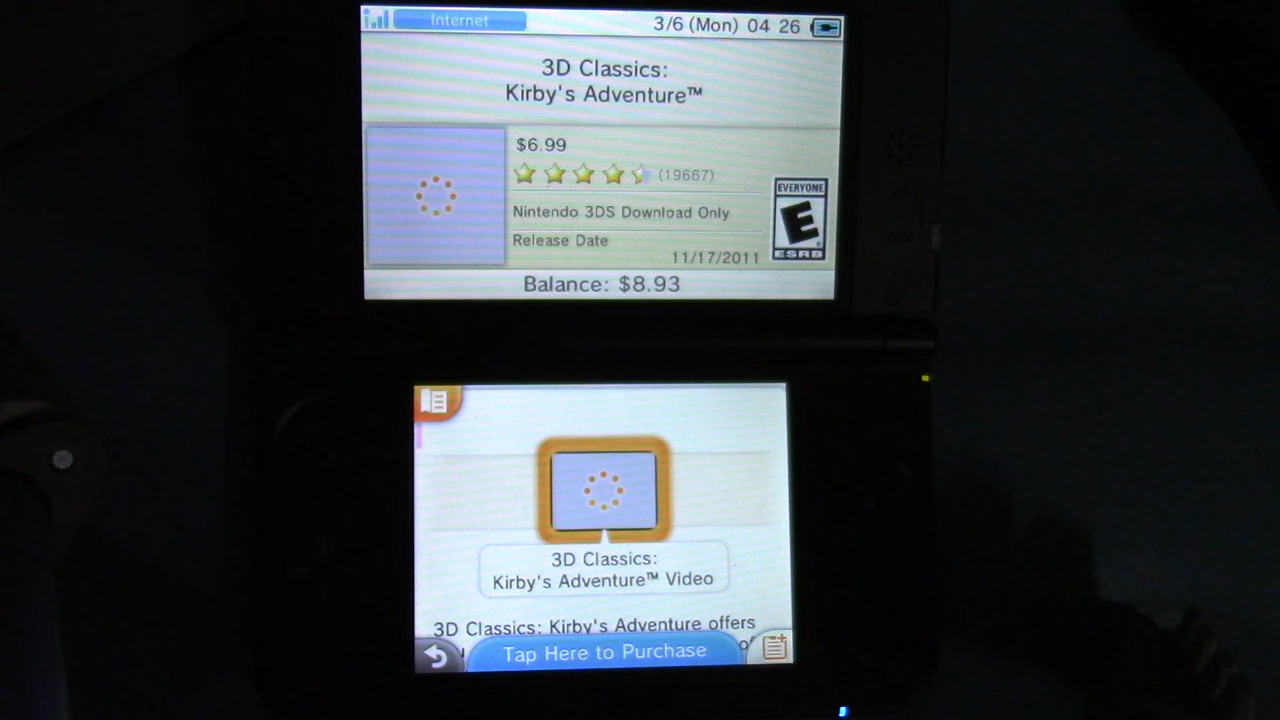 Internet
3/6 (Mon) 04 26
3D Classics:
Kirby's Adventure™
$6.99
(19667)
Nintendo 3DS Download Only
Release Date
11/17/2011
EVERYONE
E
ESRB
Balance: $8.93
3D Classics:
Kirby's Adventure™ Video
3D Classics: Kirby's Adventure offers
of
Tap Here to Purchase